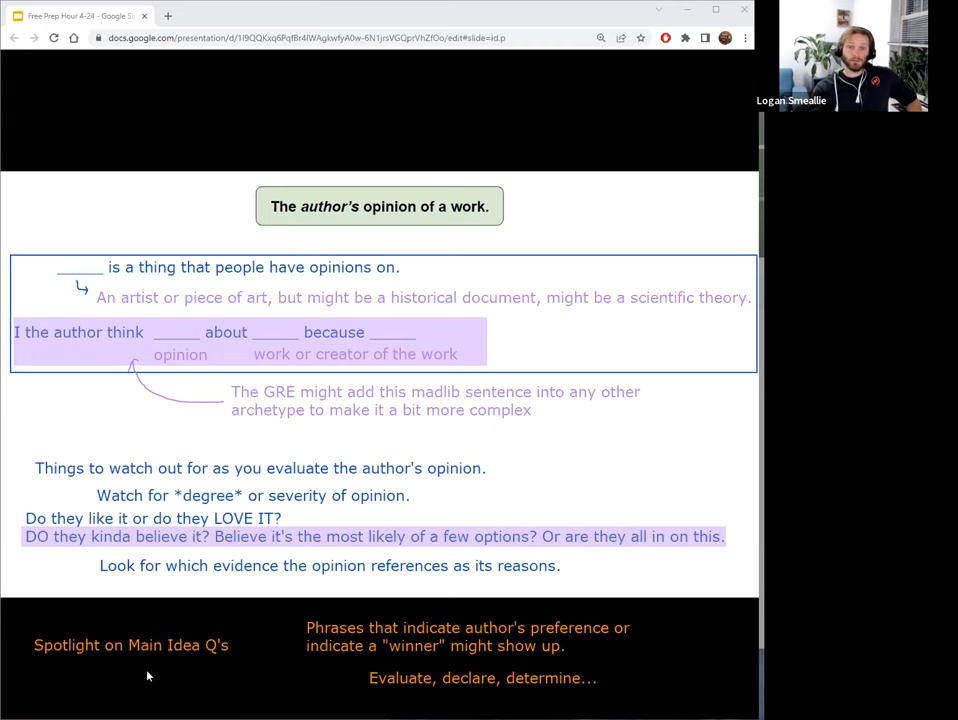 Free Prep Hour 4-24 - Google Sli
docs.google.com/presentation/d/1I9QQKxq6PqfBr4lWAgkwfyA0w-6N1jrsVGQprVhZfOo/edit#slide=id.p
Logan Smeallie
The author's opinion of a work.
_____ is a thing that people have opinions on.
An artist or piece of art, but might be a historical document, might be a scientific theory.
I the author think _____ about _____ because _____
opinion work or creator of the work
The GRE might add this madlib sentence into any other
archetype to make it a bit more complex
Things to watch out for as you evaluate the author's opinion.
Watch for *degree* or severity of opinion.
Do they like it or do they LOVE IT?
DO they kinda believe it? Believe it's the most likely of a few options? Or are they all in on this.
Look for which evidence the opinion references as its reasons.
Spotlight on Main Idea Q's
Phrases that indicate author's preference or
indicate a "winner" might show up.
Evaluate, declare, determine...